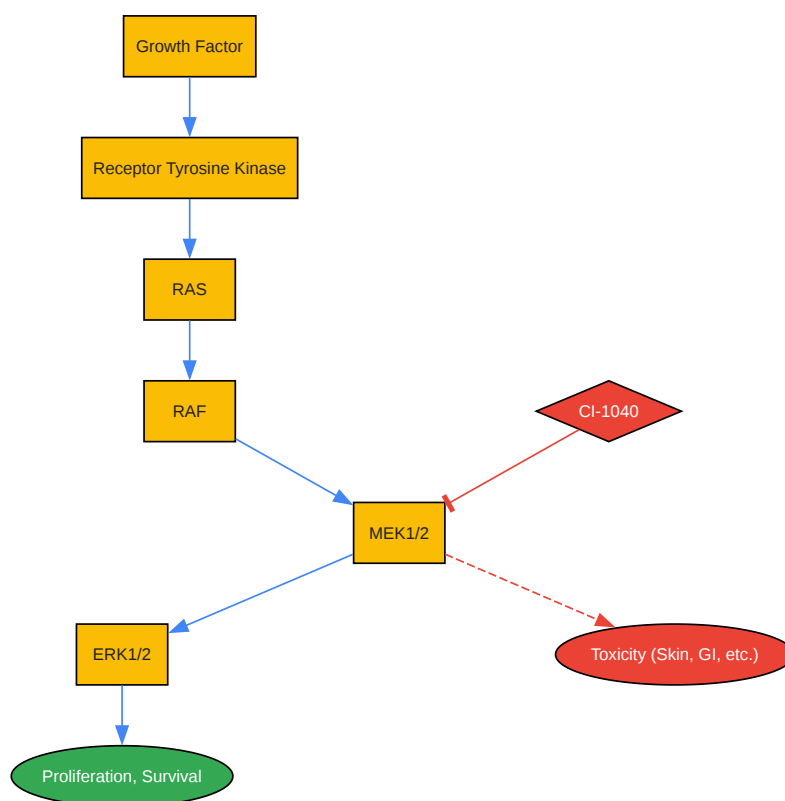 Growth Factor
Receptor Tyrosine Kinase
RAS
RAF
CI-1040
MEK1/2
ERK1/2
Toxicity (Skin, GI, etc.)
Proliferation, Survival